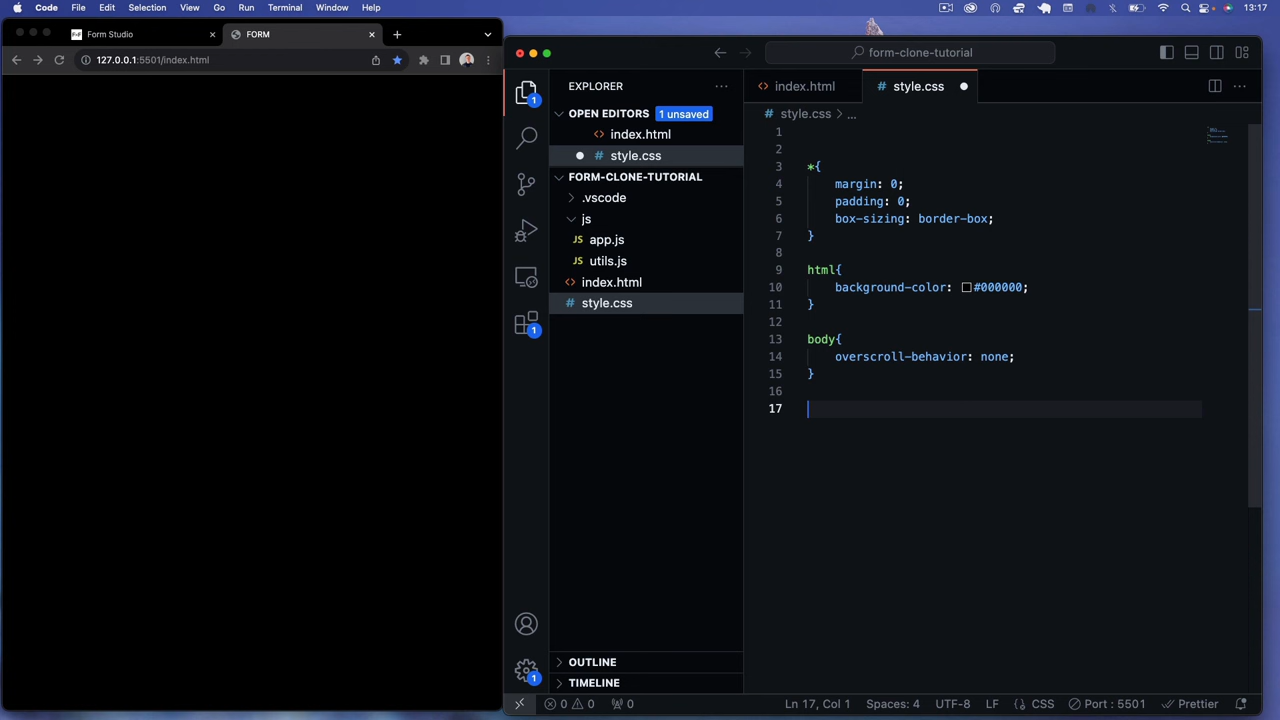 Code File Edit Selection View Go Run Terminal Window Help 13:17
Form Studio
FORM
127.0.0.1:5501/index.html
form-clone-tutorial
EXPLORER
OPEN EDITORS 1 unsaved
<> index.html
# style.css
FORM-CLONE-TUTORIAL
.vscode
js
JS app.js
JS utils.js
<> index.html
# style.css
OUTLINE
TIMELINE
1
1
1
<> index.html
# style.css
# style.css > ...
1
2
3 *{
4 margin: 0;
5 padding: 0;
6 box-sizing: border-box;
7 }
8
9 html{
10 background-color: #000000;
11 }
12
13 body{
14 overscroll-behavior: none;
15 }
16
17
0 0 0 Ln 17, Col 1 Spaces: 4 UTF-8 LF {} CSS Port : 5501 Prettier